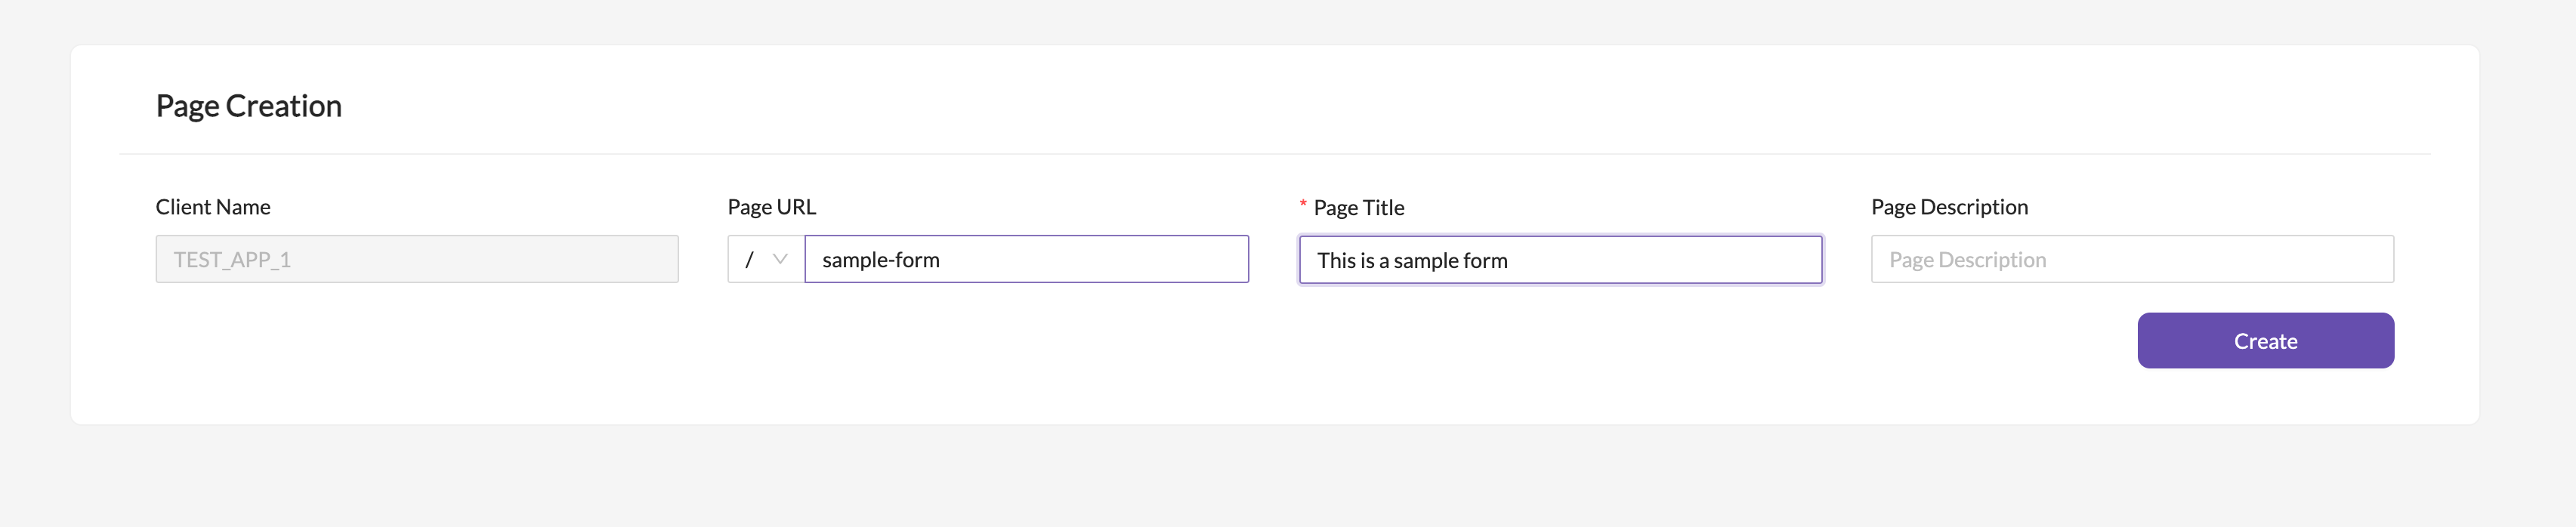 Page Creation
Client Name
TEST_APP_1
Page URL
/ sample-form
* Page Title
This is a sample form
Page Description
Page Description
Create